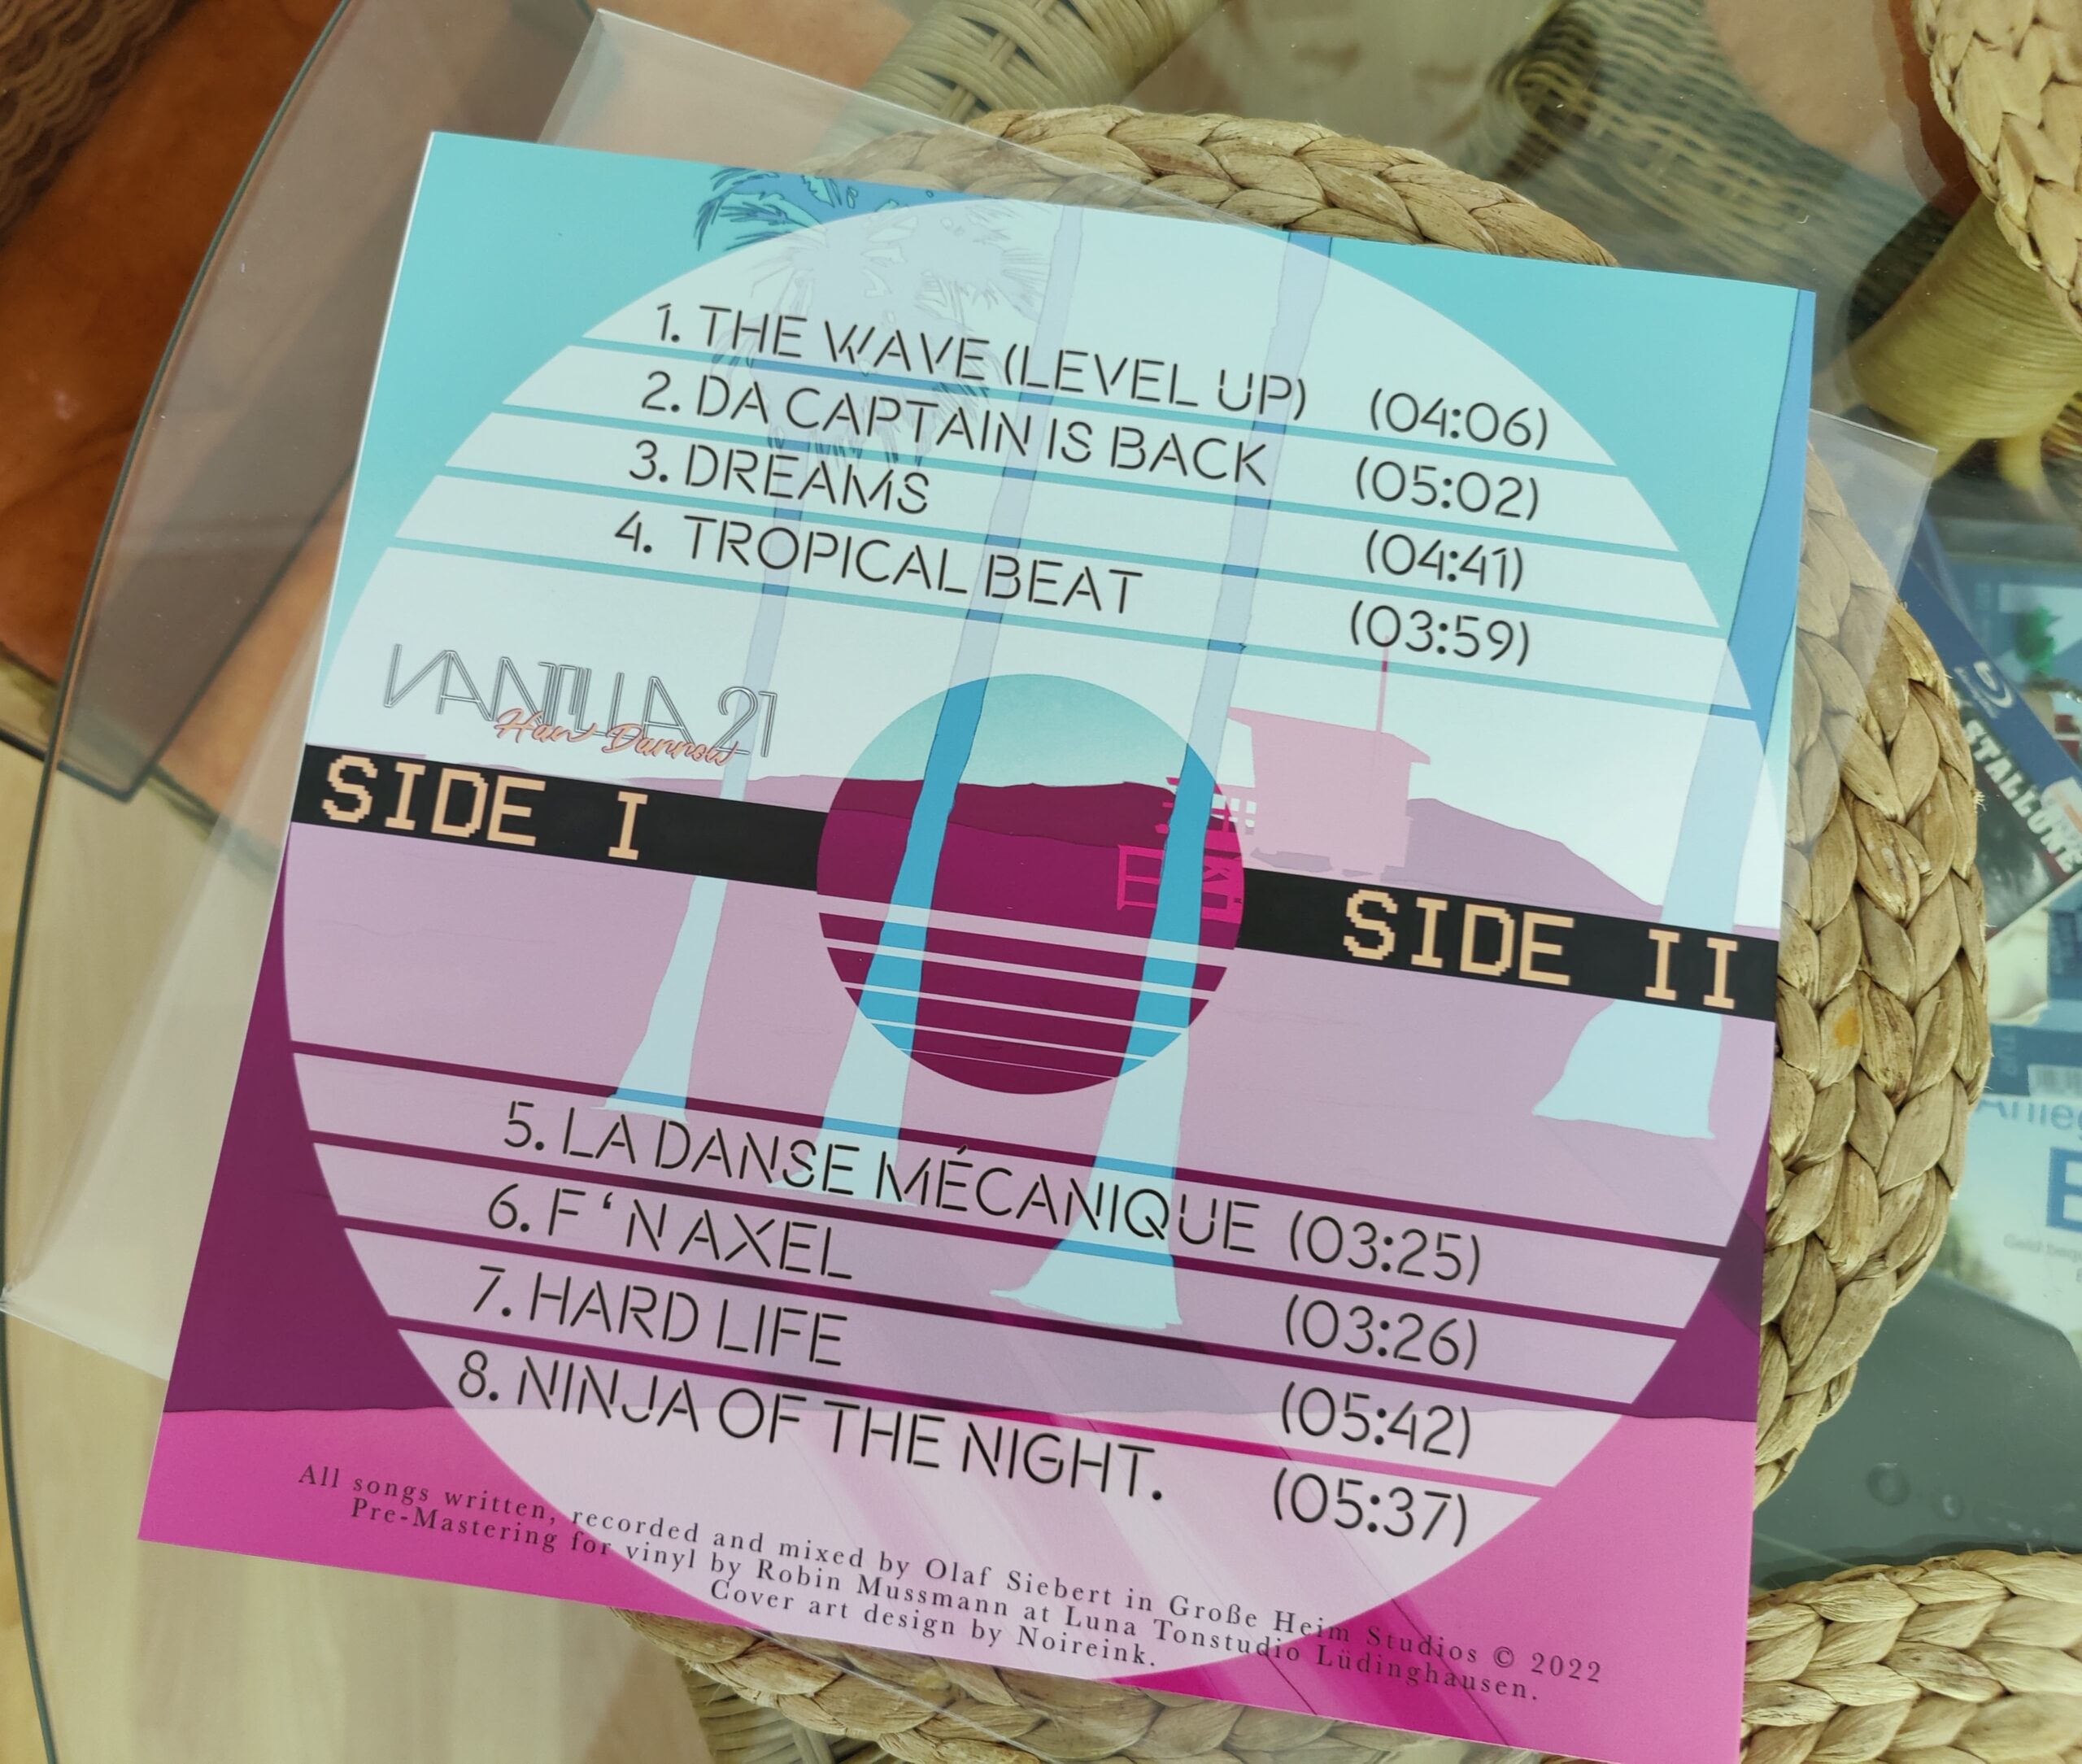 1. THE WAVE (LEVEL UP) (04:06)
2. DA CAPTAIN IS BACK (05:02)
3. DREAMS (04:41)
4. TROPICAL BEAT (03:59)
VANILLA 21
Han Dannow
SIDE I
SIDE II
5. LA DANSE MÉCANIQUE (03:25)
6. F ‘ N AXEL (03:26)
7. HARD LIFE (05:42)
8. NINJA OF THE NIGHT. (05:37)
All songs written, recorded and mixed by Olaf Siebert in Große Heim Studios © 2022
Pre-Mastering for vinyl by Robin Mussmann at Luna Tonstudio Lüdinghausen.
Cover art design by Noireink.
STALLONE